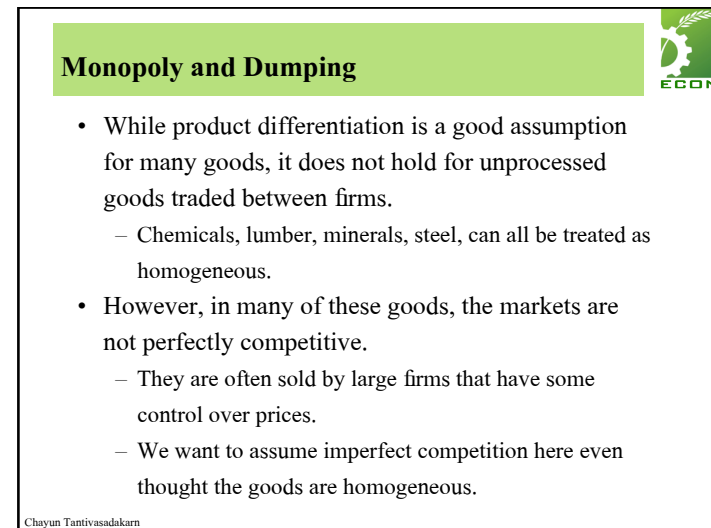 Monopoly and Dumping
ECON
• While product differentiation is a good assumption
for many goods, it does not hold for unprocessed
goods traded between firms.
– Chemicals, lumber, minerals, steel, can all be treated as
homogeneous.
• However, in many of these goods, the markets are
not perfectly competitive.
– They are often sold by large firms that have some
control over prices.
– We want to assume imperfect competition here even
thought the goods are homogeneous.
Chayun Tantivasadakarn